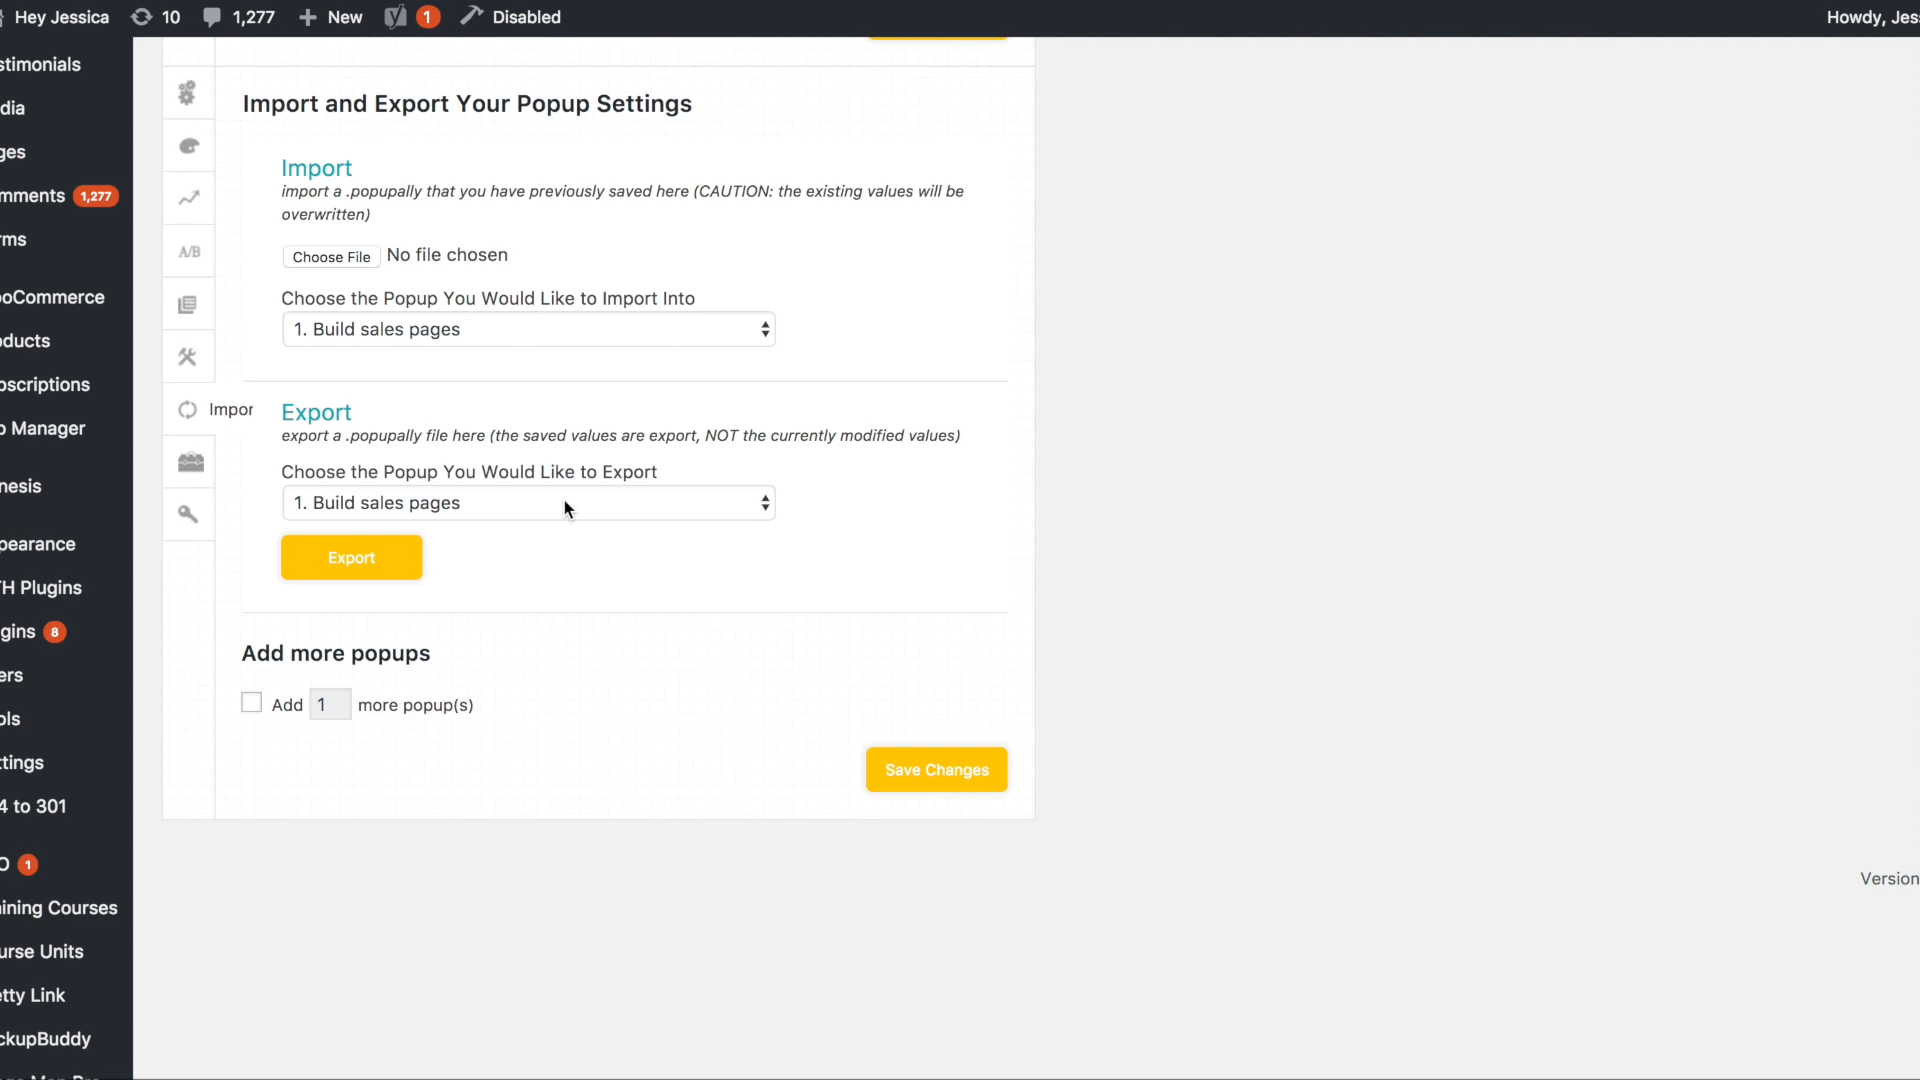 Hey Jessica 10 1,277 New 1 Disabled Howdy, Jes
stimonials
dia
ges
mments 1,277
rms
oCommerce
ducts
bscriptions
Manager
nesis
pearance
H Plugins
gins 8
ers
ols
tings
4 to 301
O 1
ining Courses
urse Units
etty Link
ckupBuddy
A/B
Impor
Import and Export Your Popup Settings
Import
import a .popupally that you have previously saved here (CAUTION: the existing values will be
overwritten)
Choose File No file chosen
Choose the Popup You Would Like to Import Into
1. Build sales pages
Export
export a .popupally file here (the saved values are export, NOT the currently modified values)
Choose the Popup You Would Like to Export
1. Build sales pages
Export
Add more popups
Add 1 more popup(s)
Save Changes
Version